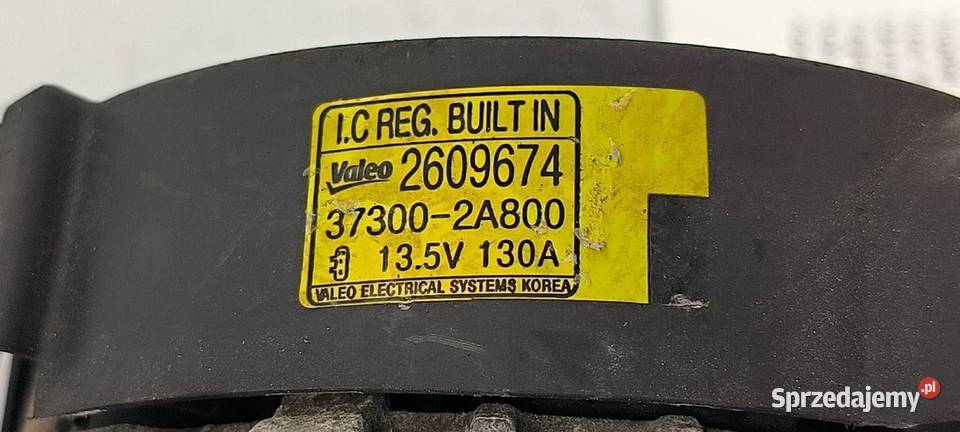 I.C REG. BUILT IN
Valeo 2609674
37300-2A800
13.5V 130A
VALEO ELECTRICAL SYSTEMS KOREA
Sprzedajemy.pl